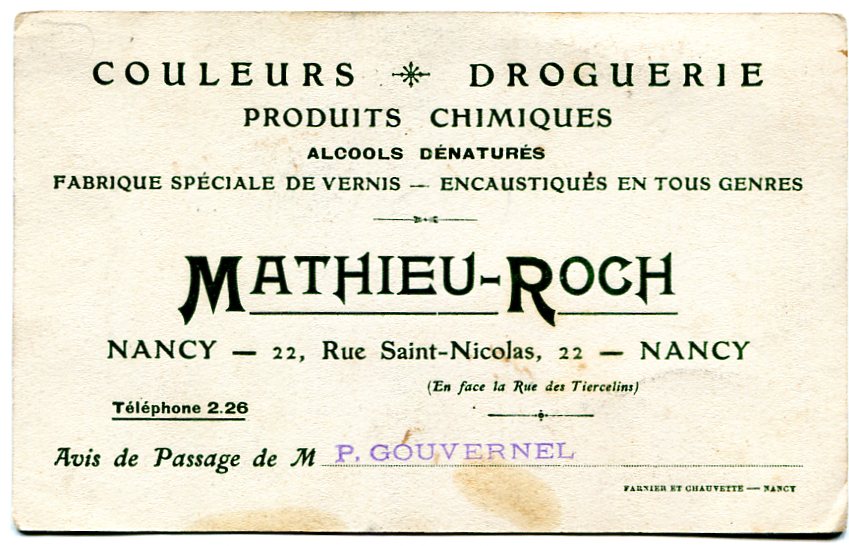 COULEURS DROGUERIE
PRODUITS CHIMIQUES
ALCOOLS DÉNATURÉS
FABRIQUE SPÉCIALE DE VERNIS — ENCAUSTIQUES EN TOUS GENRES
MATHIEU-ROCH
NANCY — 22, Rue Saint-Nicolas, 22 — NANCY
(En face la Rue des Tiercelins)
Téléphone 2.26
Avis de Passage de M P. GOUVERNEL
FARNIER ET CHAUVETTE — NANCY